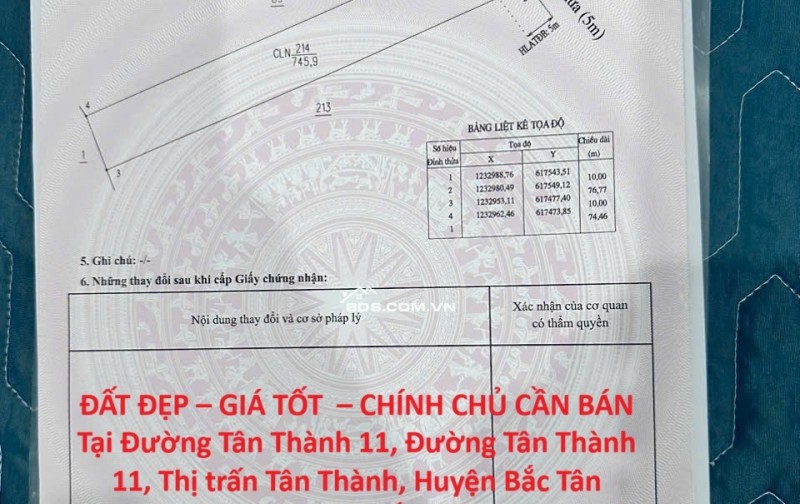 ựa (5m)
HLATĐB: 5m
CLN 214
745,9
213
4
1
3
BẢNG LIỆT KÊ TỌA ĐỘ
Số hiệu Đỉnh thửa | Tọa độ | Chiều dài (m)
X | Y
1 | 1232988,76 | 617543,51
10,00
2 | 1232980,49 | 617549,12
76,77
3 | 1232953,11 | 617477,40
10,00
4 | 1232962,46 | 617473,85
74,46
1
5. Ghi chú: -/-
6. Những thay đổi sau khi cấp Giấy chứng nhận:
BDS.COM.VN
Nội dung thay đổi và cơ sở pháp lý
Xác nhận của cơ quan
có thẩm quyền
ĐẤT ĐẸP – GIÁ TỐT – CHÍNH CHỦ CẦN BÁN
Tại Đường Tân Thành 11, Đường Tân Thành
11, Thị trấn Tân Thành, Huyện Bắc Tân